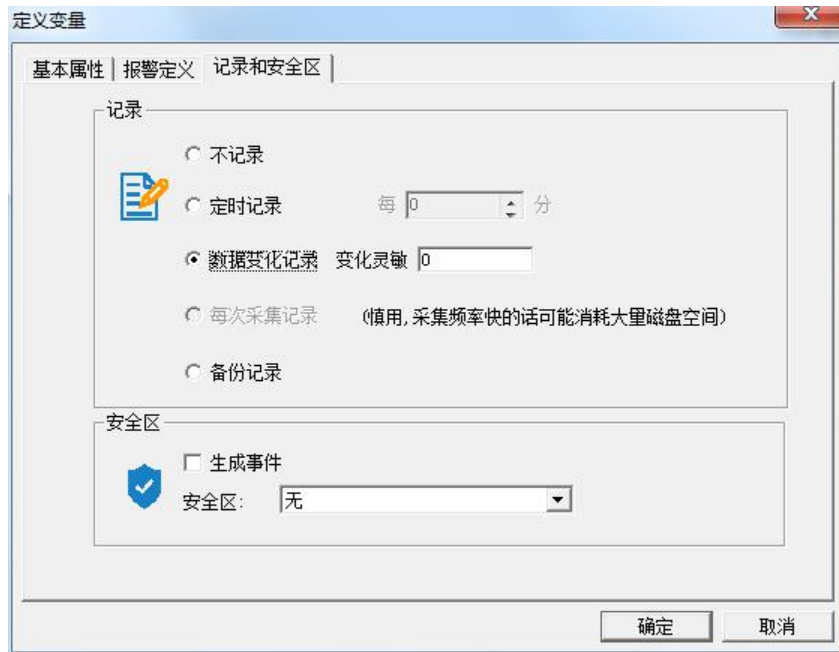 定义变量
基本属性 报警定义 记录和安全区
记录
不记录
定时记录 每 0 分
数据变化记录 变化灵敏 0
每次采集记录 (慎用,采集频率快的话可能消耗大量磁盘空间)
备份记录
安全区
生成事件
安全区: 无
确定 取消